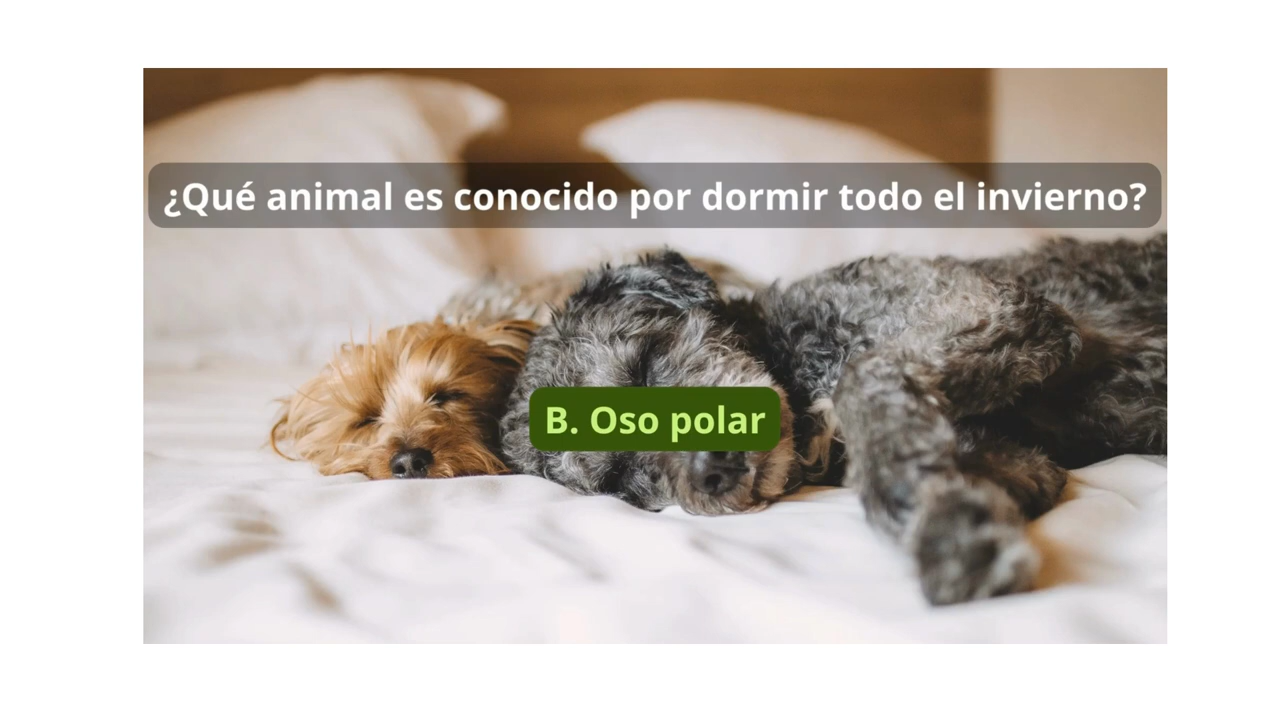 ¿Qué animal es conocido por dormir todo el invierno?
B. Oso polar